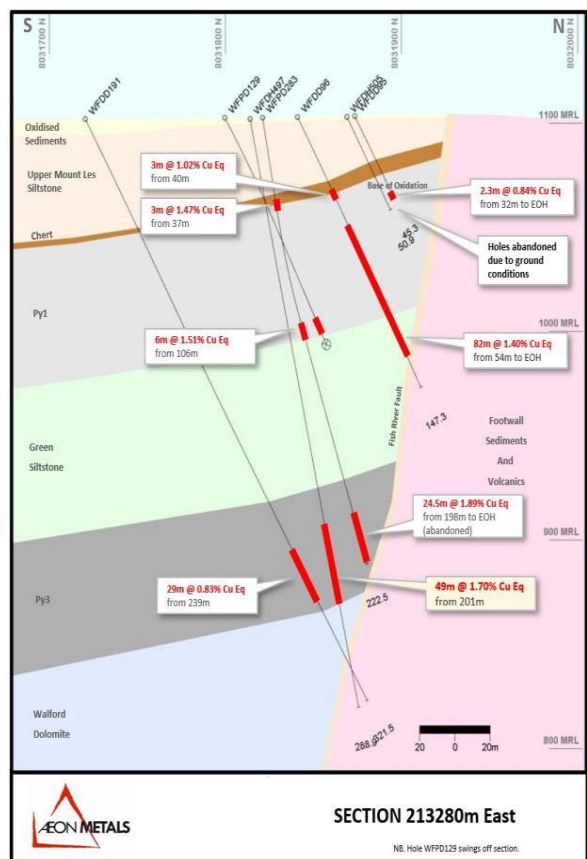 S
N
8031700 N
8031800 N
8031900 N
8032000 N
WFDD191
WFPD129
WFDH497
WFPD283
WFDD96
WFDH505
WFDD95
1100 MRL
Oxidised
Sediments
Upper Mount Les
Siltstone
3m @ 1.02% Cu Eq
from 40m
Base of Oxidation
2.3m @ 0.84% Cu Eq
from 32m to EOH
3m @ 1.47% Cu Eq
from 37m
Chert
45.3
50.9
Holes abandoned
due to ground
conditions
Py1
1000 MRL
6m @ 1.51% Cu Eq
from 106m
82m @ 1.40% Cu Eq
from 54m to EOH
147.3
Fish River Fault
Footwall
Sediments
And
Volcanics
Green
Siltstone
24.5m @ 1.89% Cu Eq
from 198m to EOH
(abandoned)
900 MRL
29m @ 0.83% Cu Eq
from 239m
49m @ 1.70% Cu Eq
from 201m
Py3
222.5
Walford
Dolomite
321.5
20 0 20m
800 MRL
ÆON METALS
SECTION 213280m East
NB. Hole WFPD129 swings off section.